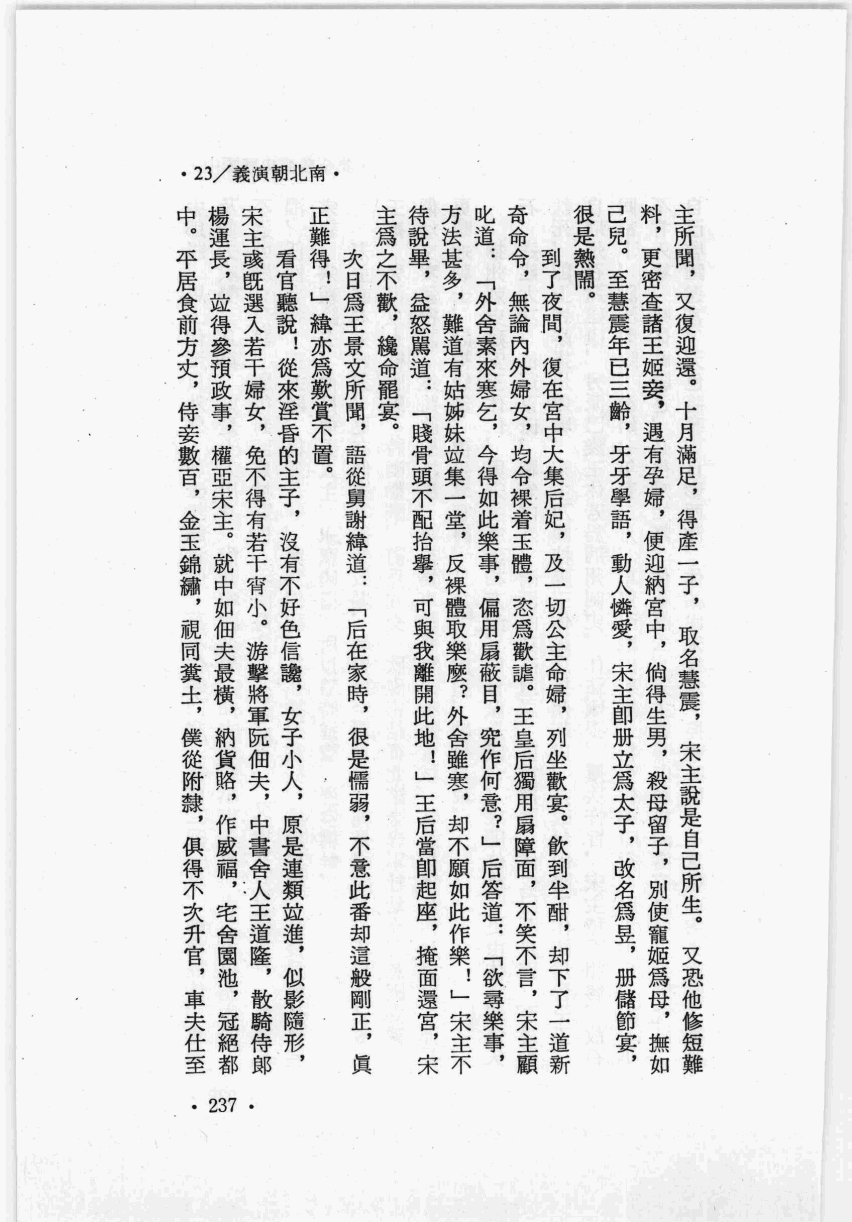 •南北朝演義／23•
主所聞，又復迎還。十月滿足，得產一子，取名慧震，宋主說是自己所生。又恐他修短難
料，更密查諸王姬妾，遇有孕婦，便迎納宮中，倘得生男，殺母留子，別使寵姬爲母，撫如
己兒。至慧震年已三齡，牙牙學語，動人憐愛，宋主卽册立爲太子，改名爲昱，册儲節宴，
很是熱鬧。
到了夜間，復在宮中大集后妃，及一切公主命婦，列坐歡宴。飲到半酣，却下了一道新
奇命令，無論內外婦女，均令裸着玉體，恣爲歡謔。王皇后獨用扇障面，不笑不言，宋主顧
叱道：「外舍素來寒乞，今得如此樂事，偏用扇蔽目，究作何意？」后答道：「欲尋樂事，
方法甚多，難道有姑姊妹竝集一堂，反裸體取樂麼？外舍雖寒，却不願如此作樂！」宋主不
待說畢，益怒罵道：「賤骨頭不配抬舉，可與我離開此地！」王后當卽起座，掩面還宮，宋
主爲之不歡，纔命罷宴。
次日爲王景文所聞，語從舅謝緯道：「后在家時，很是懦弱，不意此番却這般剛正，眞
正難得！」緯亦爲歎賞不置。
看官聽說！從來淫昏的主子，沒有不好色信讒，女子小人，原是連類竝進，似影隨形，
宋主彧旣選入若干婦女，免不得有若干宵小。游擊將軍阮佃夫，中書舍人王道隆，散騎侍郞
楊運長，竝得參預政事，權亞宋主。就中如佃夫最橫，納貨賂，作威福，宅舍園池，冠絕都
中。平居食前方丈，侍妾數百，金玉錦繡，視同糞土，僕從附隸，俱得不次升官，車夫仕至
•237•